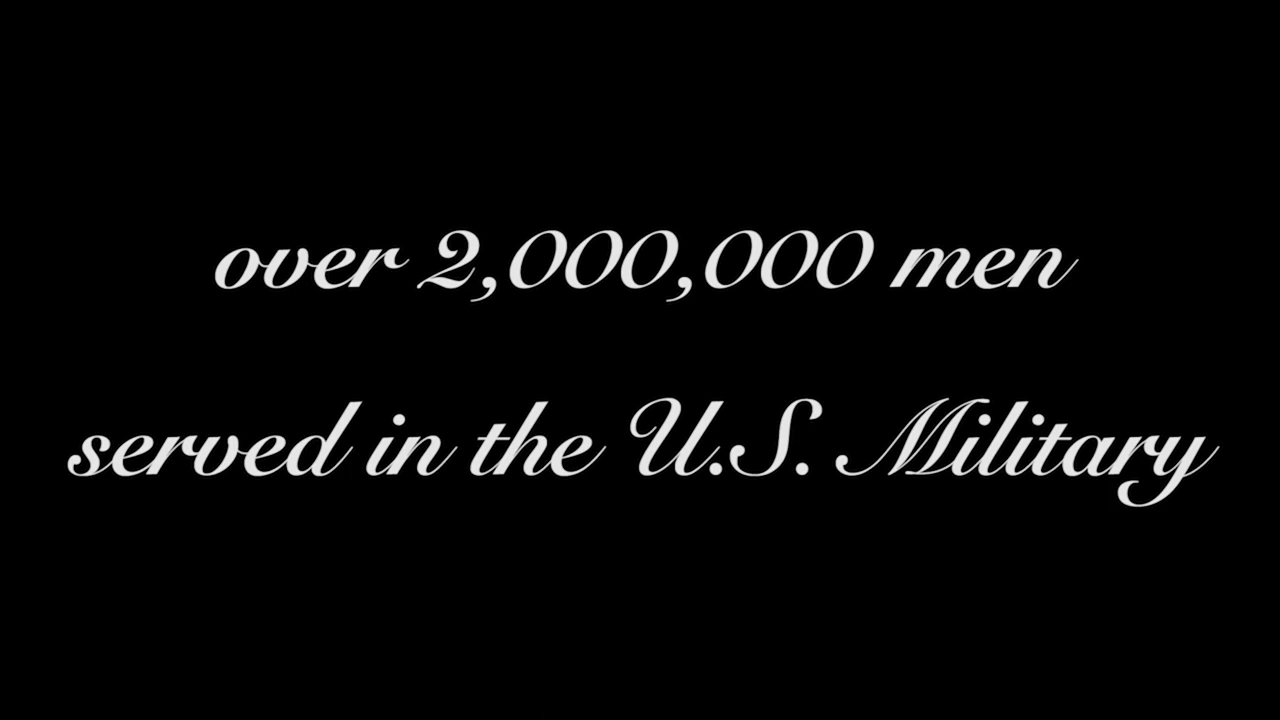 over 2,000,000 men
served in the U.S. Military